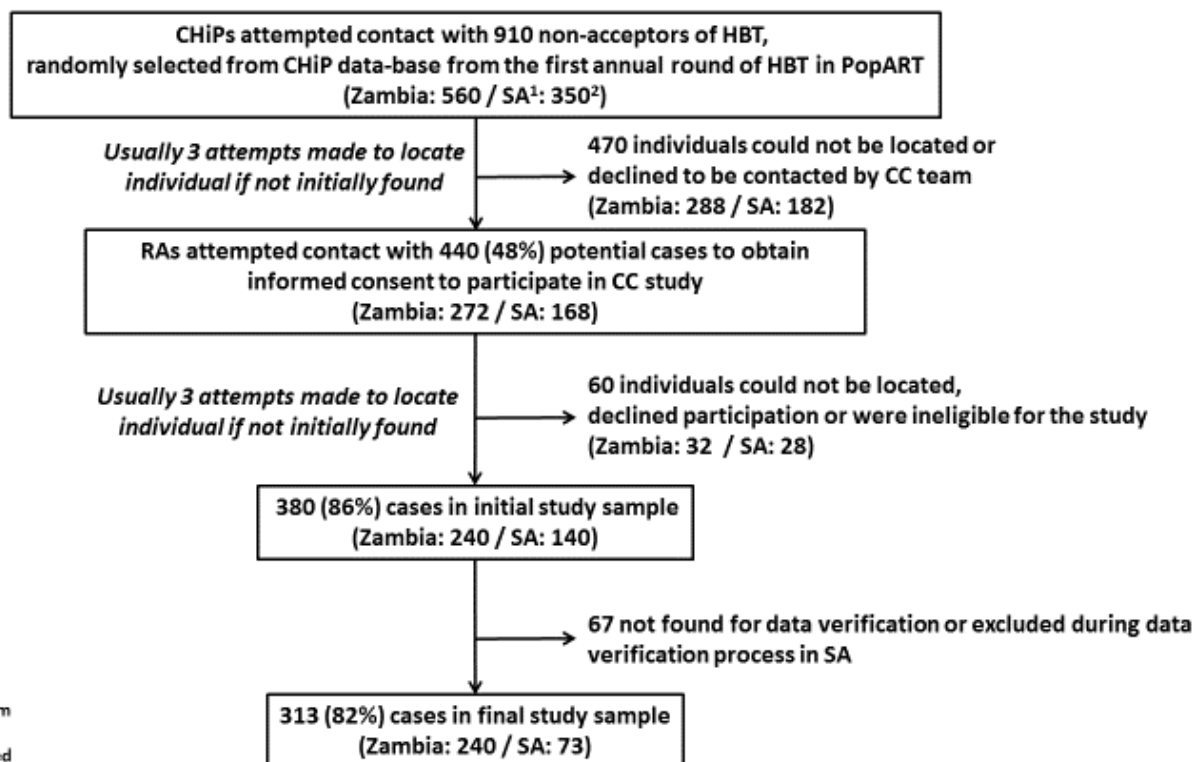 CHiPs attempted contact with 910 non-acceptors of HBT,
randomly selected from CHiP data-base from the first annual round of HBT in PopART
(Zambia: 560 / SA¹: 350²)
Usually 3 attempts made to locate
individual if not initially found
470 individuals could not be located or
declined to be contacted by CC team
(Zambia: 288 / SA: 182)
RAs attempted contact with 440 (48%) potential cases to obtain
informed consent to participate in CC study
(Zambia: 272 / SA: 168)
Usually 3 attempts made to locate
individual if not initially found
60 individuals could not be located,
declined participation or were ineligible for the study
(Zambia: 32 / SA: 28)
380 (86%) cases in initial study sample
(Zambia: 240 / SA: 140)
67 not found for data verification or excluded during data
verification process in SA
313 (82%) cases in final study sample
(Zambia: 240 / SA: 73)